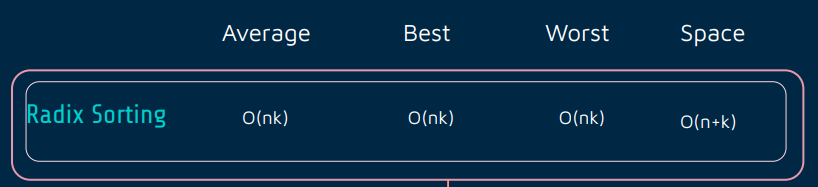 Average Best Worst Space
Radix Sorting O(nk) O(nk) O(nk) O(n+k)